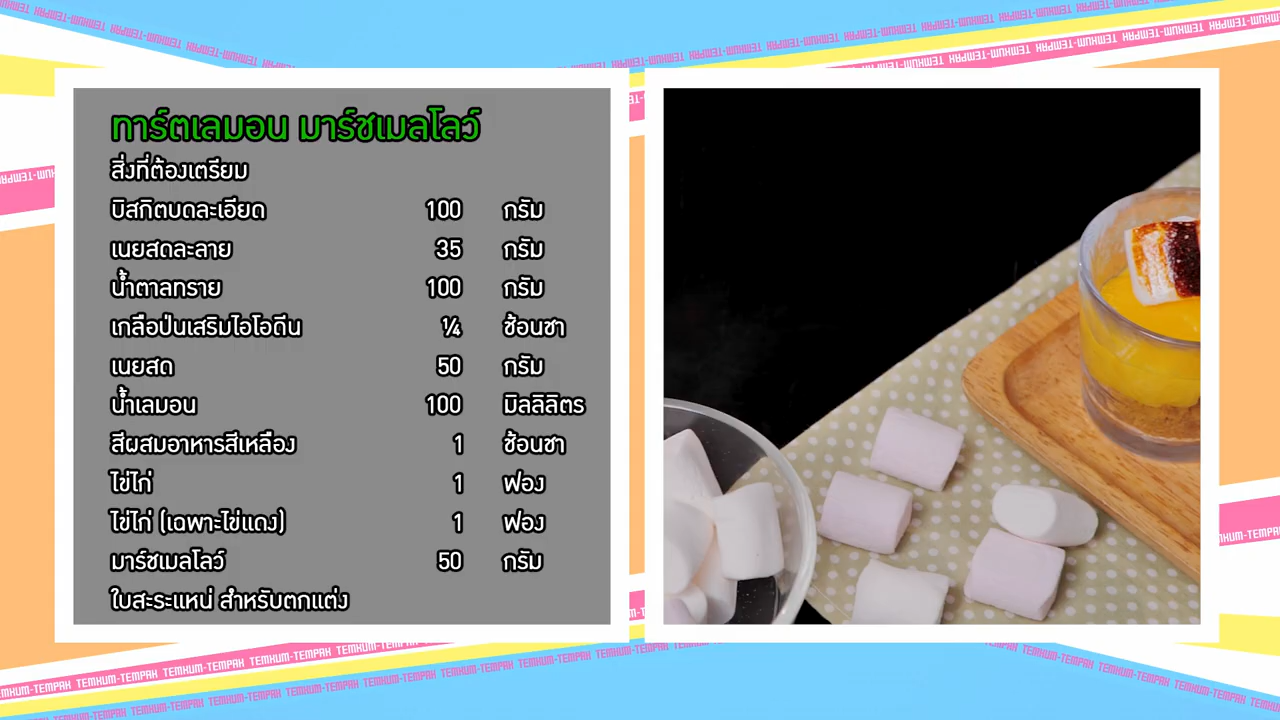 ทาร์ตเลมอน มาร์ชเมลโลว์
สิ่งที่ต้องเตรียม
บิสกิตบดละเอียด 100 กรัม
เนยสดละลาย 35 กรัม
น้ำตาลทราย 100 กรัม
เกลือป่นเสริมไอโอดีน ¼ ช้อนชา
เนยสด 50 กรัม
น้ำเลมอน 100 มิลลิลิตร
สีผสมอาหารสีเหลือง 1 ช้อนชา
ไข่ไก่ 1 ฟอง
ไข่ไก่ (เฉพาะไข่แดง) 1 ฟอง
มาร์ชเมลโลว์ 50 กรัม
ใบสะระแหน่ สำหรับตกแต่ง
TEMHUM-TEMPAK TEMHUM-TEMPAK TEMHUM-TEMPAK TEMHUM-TEMPAK